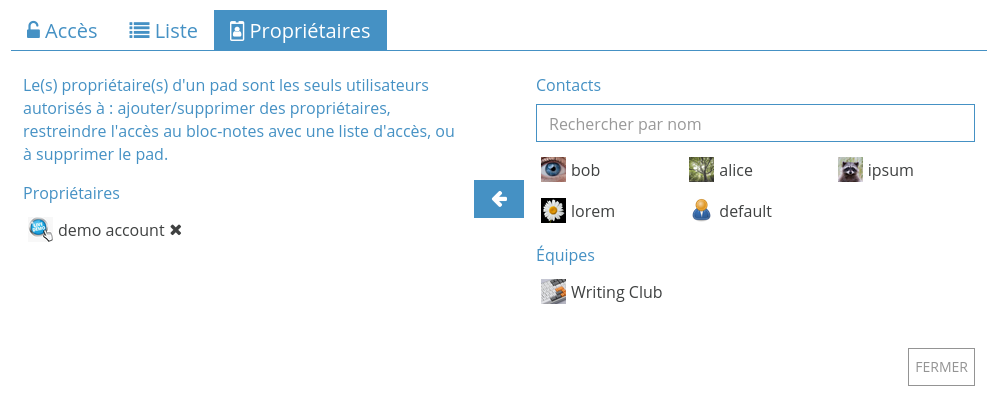 Accès
Liste
Propriétaires
Le(s) propriétaire(s) d'un pad sont les seuls utilisateurs
autorisés à : ajouter/supprimer des propriétaires,
restreindre l'accès au bloc-notes avec une liste d'accès, ou
à supprimer le pad.
Propriétaires
demo account
Contacts
Rechercher par nom
bob
alice
ipsum
lorem
default
Équipes
Writing Club
FERMER